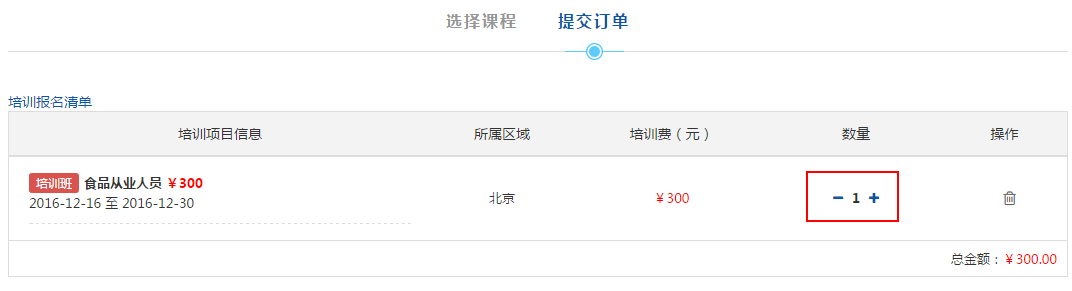 选择课程 提交订单
培训报名清单
培训项目信息 所属区域 培训费（元） 数量 操作
培训班 食品从业人员 ￥300
2016-12-16 至 2016-12-30
北京 ￥300 1
总金额：￥300.00